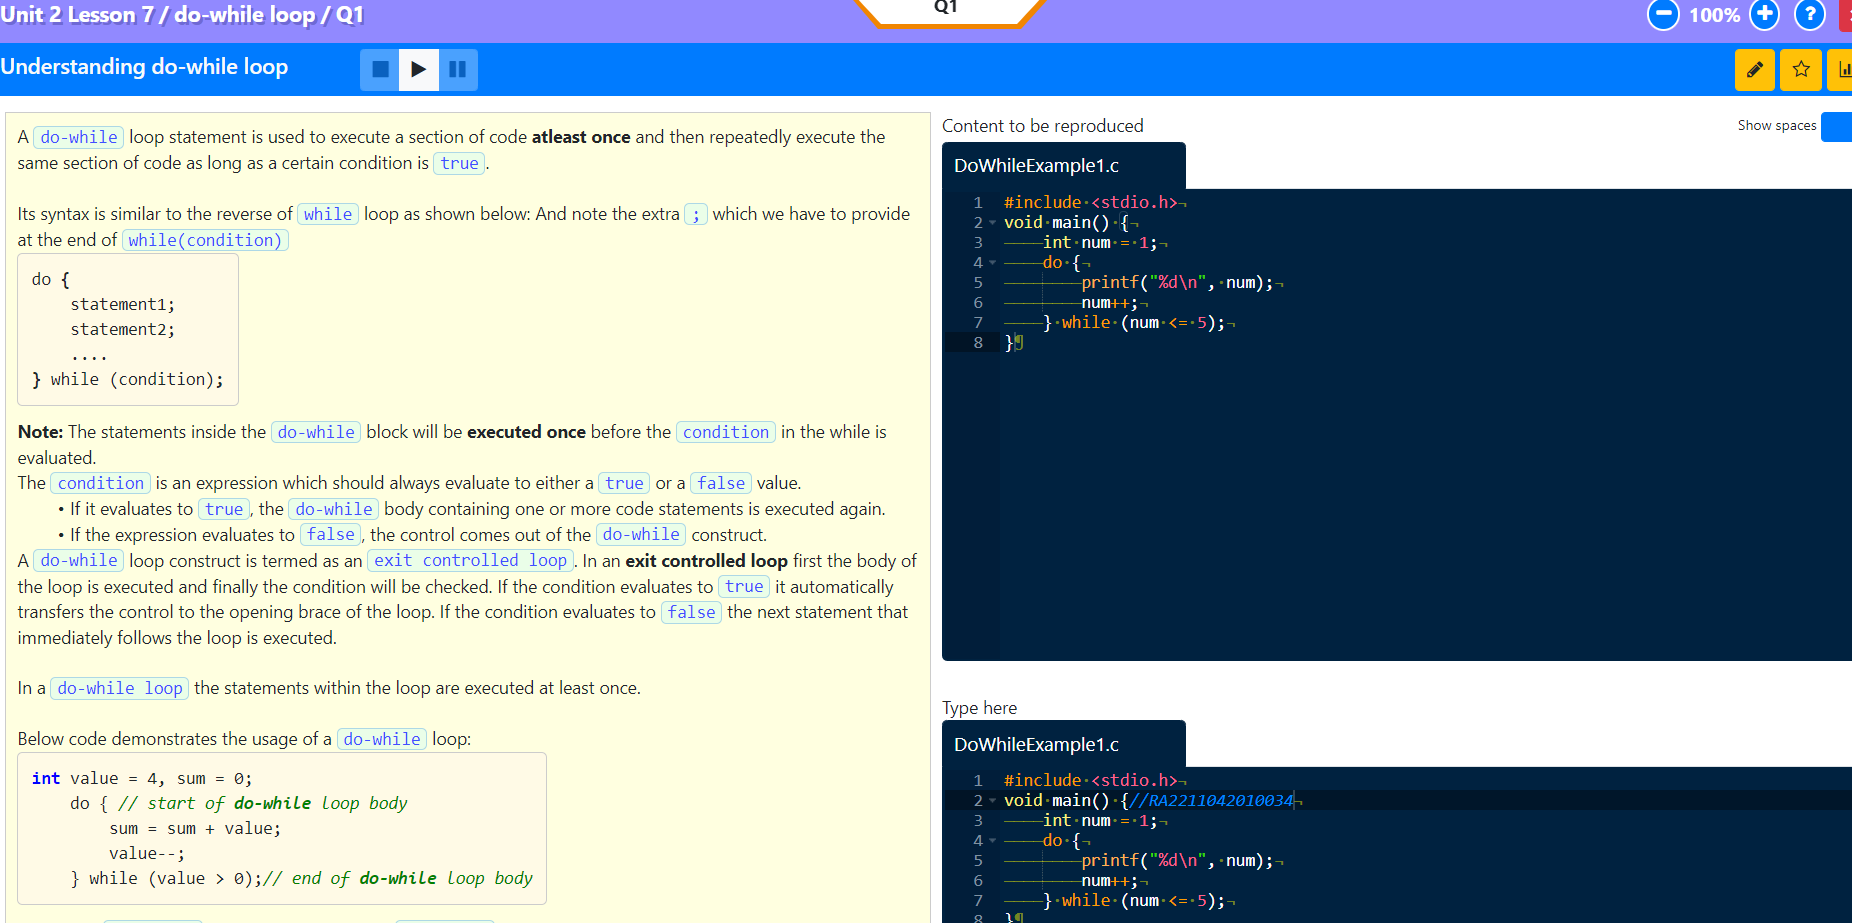 Unit 2 Lesson 7 / do-while loop / Q1
Q1
100%
?
Understanding do-while loop
A do-while loop statement is used to execute a section of code atleast once and then repeatedly execute the
same section of code as long as a certain condition is true.
Its syntax is similar to the reverse of while loop as shown below: And note the extra ; which we have to provide
at the end of while(condition)
do {
    statement1;
    statement2;
    ....
} while (condition);
Note: The statements inside the do-while block will be executed once before the condition in the while is
evaluated.
The condition is an expression which should always evaluate to either a true or a false value.
• If it evaluates to true, the do-while body containing one or more code statements is executed again.
• If the expression evaluates to false, the control comes out of the do-while construct.
A do-while loop construct is termed as an exit controlled loop. In an exit controlled loop first the body of
the loop is executed and finally the condition will be checked. If the condition evaluates to true it automatically
transfers the control to the opening brace of the loop. If the condition evaluates to false the next statement that
immediately follows the loop is executed.
In a do-while loop the statements within the loop are executed at least once.
Below code demonstrates the usage of a do-while loop:
int value = 4, sum = 0;
    do { // start of do-while loop body
        sum = sum + value;
        value--;
    } while (value > 0);// end of do-while loop body
Content to be reproduced
Show spaces
DoWhileExample1.c
1 #include·<stdio.h>¬
2 void·main()·{¬
3 ————int·num·=·1;¬
4 ————do·{¬
5 ————————printf("%d\n",·num);¬
6 ————————num++;¬
7 ————}·while·(num·<=·5);¬
8 }¶
Type here
DoWhileExample1.c
1 #include·<stdio.h>¬
2 void·main()·{//RA2211042010034¬
3 ————int·num·=·1;¬
4 ————do·{¬
5 ————————printf("%d\n",·num);¬
6 ————————num++;¬
7 ————}·while·(num·<=·5);¬
8 }¶